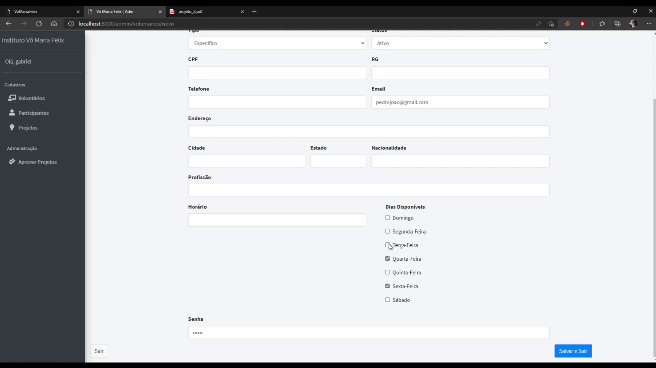 VoMariaFelix
Vó Maria Felix | Adm
projeto_2.pdf
localhost:8000/admin/voluntarios/novo
Instituto Vó Maria Felix
Olá, gabriel
Cadastros
Voluntários
Participantes
Projetos
Administração
Aprovar Projetos
Tipo
Status
Específico
Ativo
CPF
RG
Telefone
Email
pedrojoao@gmail.com
Endereço
Cidade
Estado
Nacionalidade
Profissão
Horário
Dias Disponíveis
Domingo
Segunda-Feira
Terça-Feira
Quarta-Feira
Quinta-Feira
Sexta-Feira
Sábado
Senha
•••••
Sair
Salvar e Sair